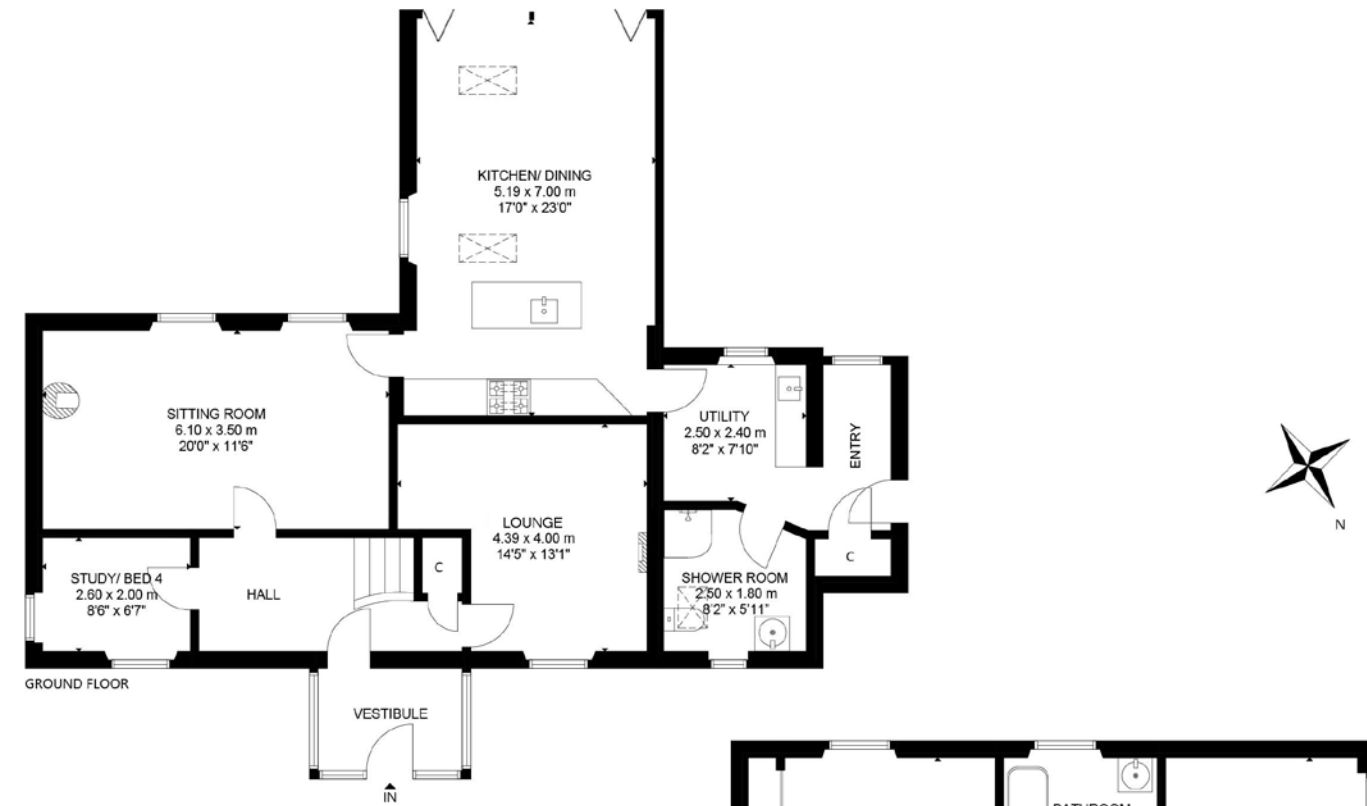 KITCHEN/ DINING
5.19 x 7.00 m
17'0" x 23'0"
SITTING ROOM
6.10 x 3.50 m
20'0" x 11'6"
UTILITY
2.50 x 2.40 m
8'2" x 7'10"
ENTRY
LOUNGE
4.39 x 4.00 m
14'5" x 13'1"
C
C
STUDY/ BED 4
2.60 x 2.00 m
8'6" x 6'7"
HALL
SHOWER ROOM
2.50 x 1.80 m
8'2" x 5'11"
N
GROUND FLOOR
VESTIBULE
IN
BATHROOM